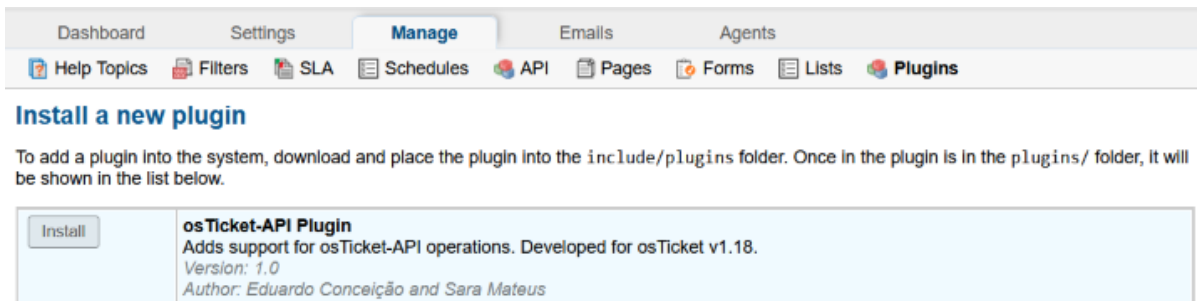 Dashboard Settings Manage Emails Agents
Help Topics Filters SLA Schedules API Pages Forms Lists Plugins
Install a new plugin
To add a plugin into the system, download and place the plugin into the include/plugins folder. Once in the plugin is in the plugins/ folder, it will
be shown in the list below.
Install
osTicket-API Plugin
Adds support for osTicket-API operations. Developed for osTicket v1.18.
Version: 1.0
Author: Eduardo Conceição and Sara Mateus